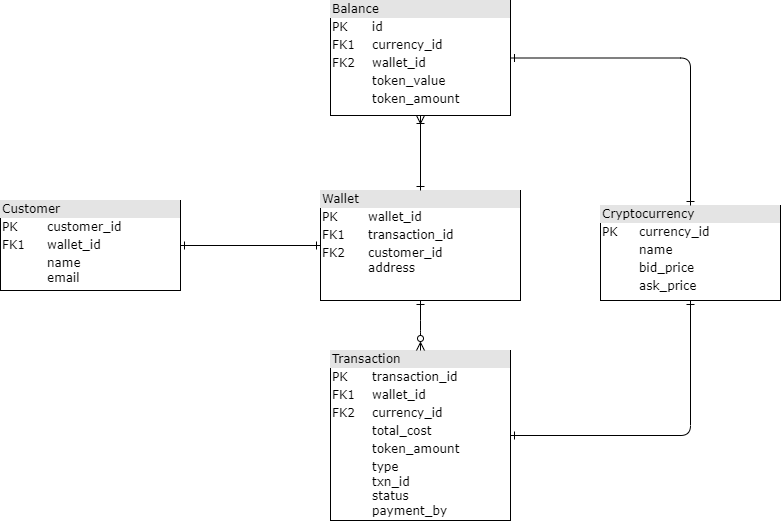 Balance
PK id
FK1 currency_id
FK2 wallet_id
token_value
token_amount
Customer
PK customer_id
FK1 wallet_id
name
email
Wallet
PK wallet_id
FK1 transaction_id
FK2 customer_id
address
Cryptocurrency
PK currency_id
name
bid_price
ask_price
Transaction
PK transaction_id
FK1 wallet_id
FK2 currency_id
total_cost
token_amount
type
txn_id
status
payment_by